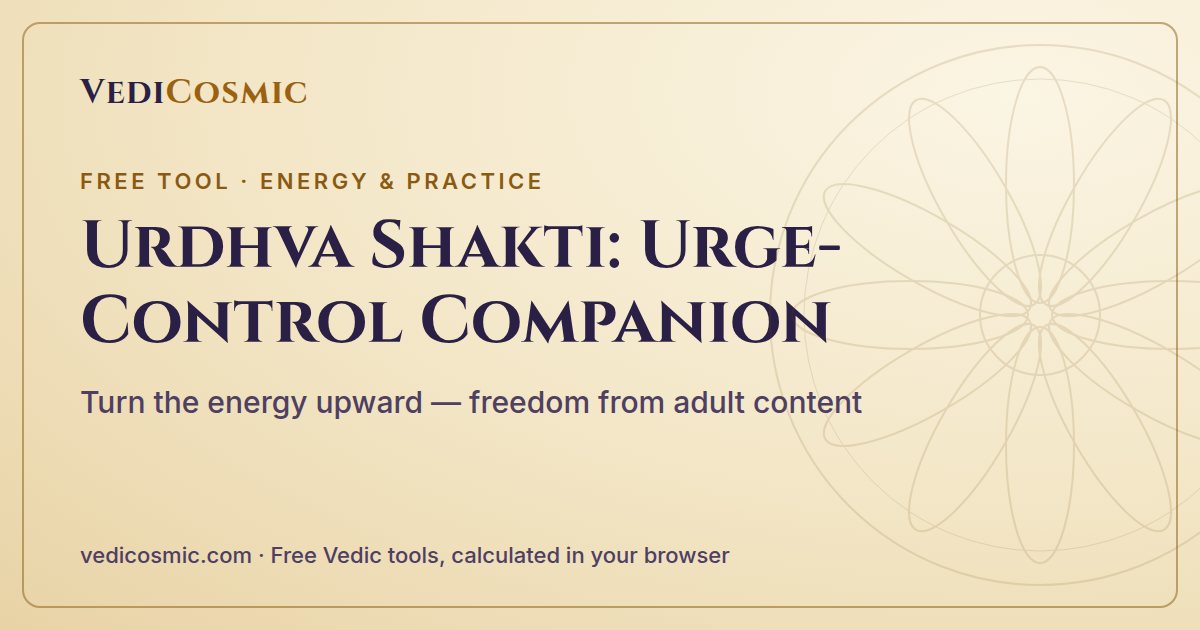 VediCosmic
FREE TOOL · ENERGY & PRACTICE
Urdhva Shakti: Urge-
Control Companion
Turn the energy upward — freedom from adult content
vedicosmic.com · Free Vedic tools, calculated in your browser